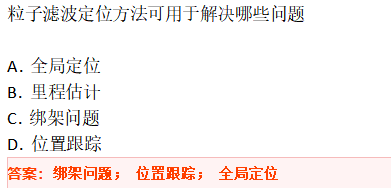 粒子滤波定位方法可用于解决哪些问题
A. 全局定位
B. 里程估计
C. 绑架问题
D. 位置跟踪
答案：绑架问题； 位置跟踪； 全局定位